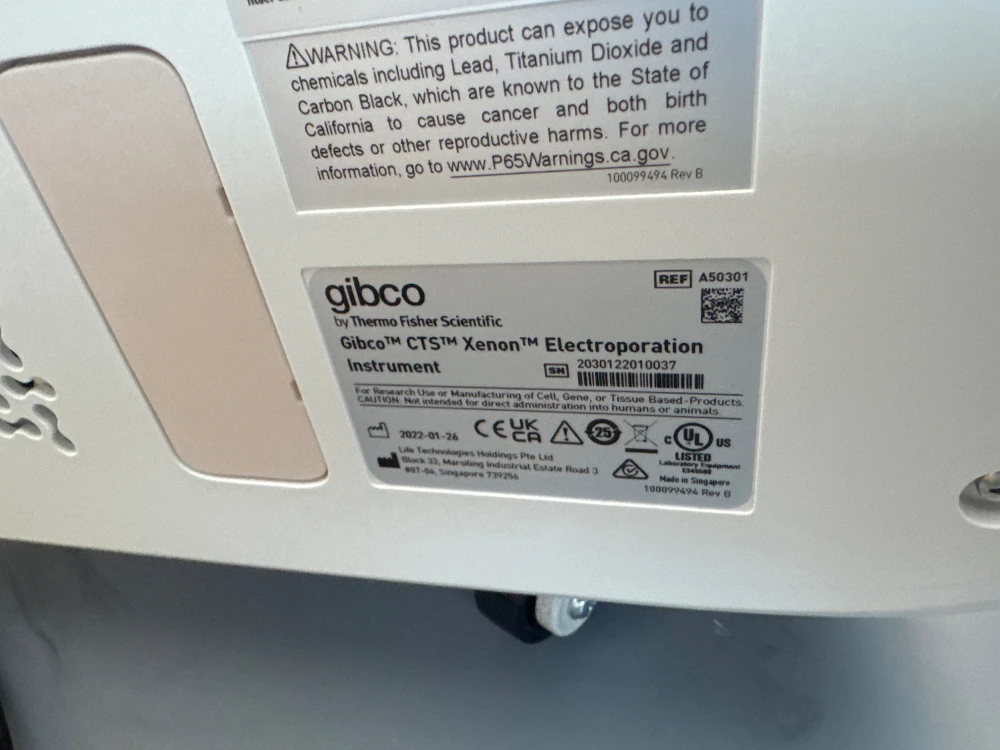 ⚠WARNING: This product can expose you to
chemicals including Lead, Titanium Dioxide and
Carbon Black, which are known to the State of
California to cause cancer and both birth
defects or other reproductive harms. For more
information, go to www.P65Warnings.ca.gov.
100099494 Rev B
gibco
by Thermo Fisher Scientific
REF A50301
Gibco™ CTS™ Xenon™ Electroporation
Instrument
SN 2030122010037
For Research Use or Manufacturing of Cell, Gene, or Tissue Based-Products.
CAUTION: Not intended for direct administration into humans or animals.
2022-01-26
CE UK CA
25
c UL US
LISTED
Laboratory Equipment
Life Technologies Holdings Pte Ltd
Block 33, Marsiling Industrial Estate Road 3
#07-06, Singapore 739256
Made in Singapore
100099494 Rev B